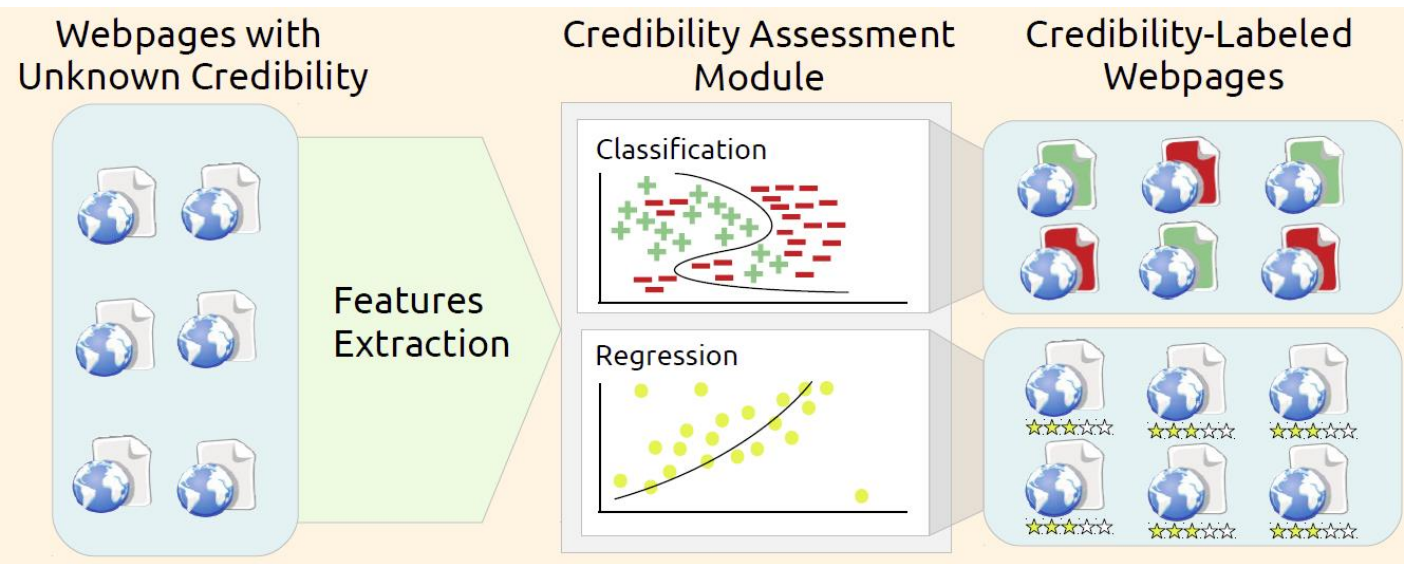 Webpages with
Unknown Credibility
Credibility Assessment
Module
Credibility-Labeled
Webpages
Features
Extraction
Classification
Regression